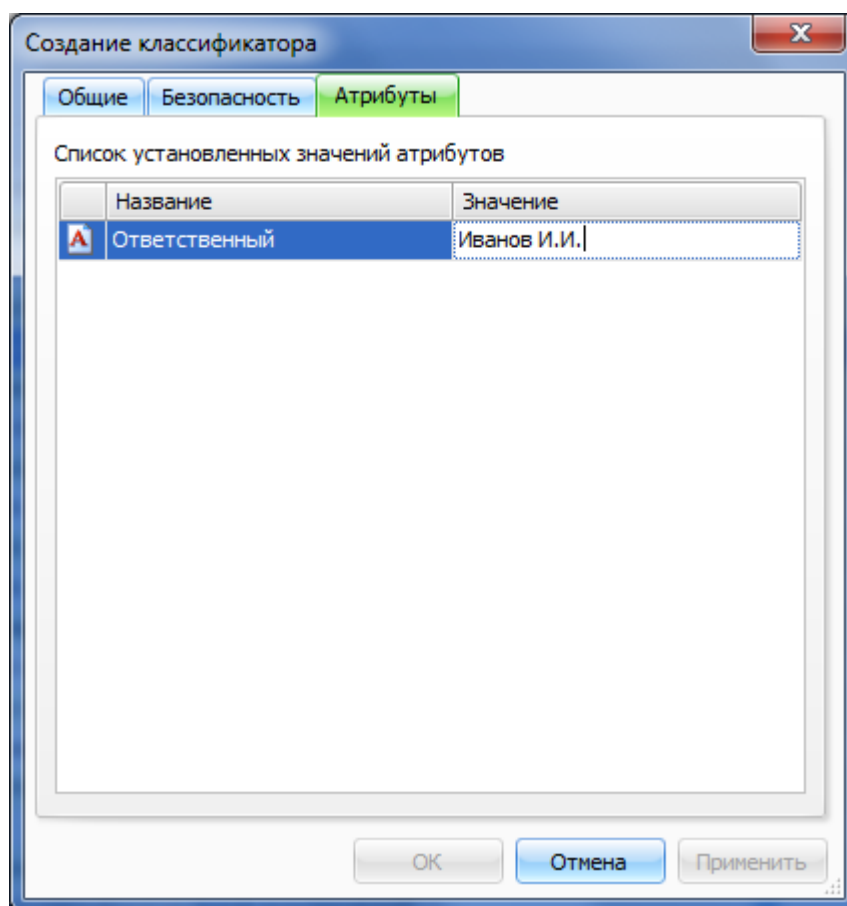 Создание классификатора
Общие Безопасность Атрибуты
Список установленных значений атрибутов
Название Значение
Ответственный Иванов И.И.
OK Отмена Применить